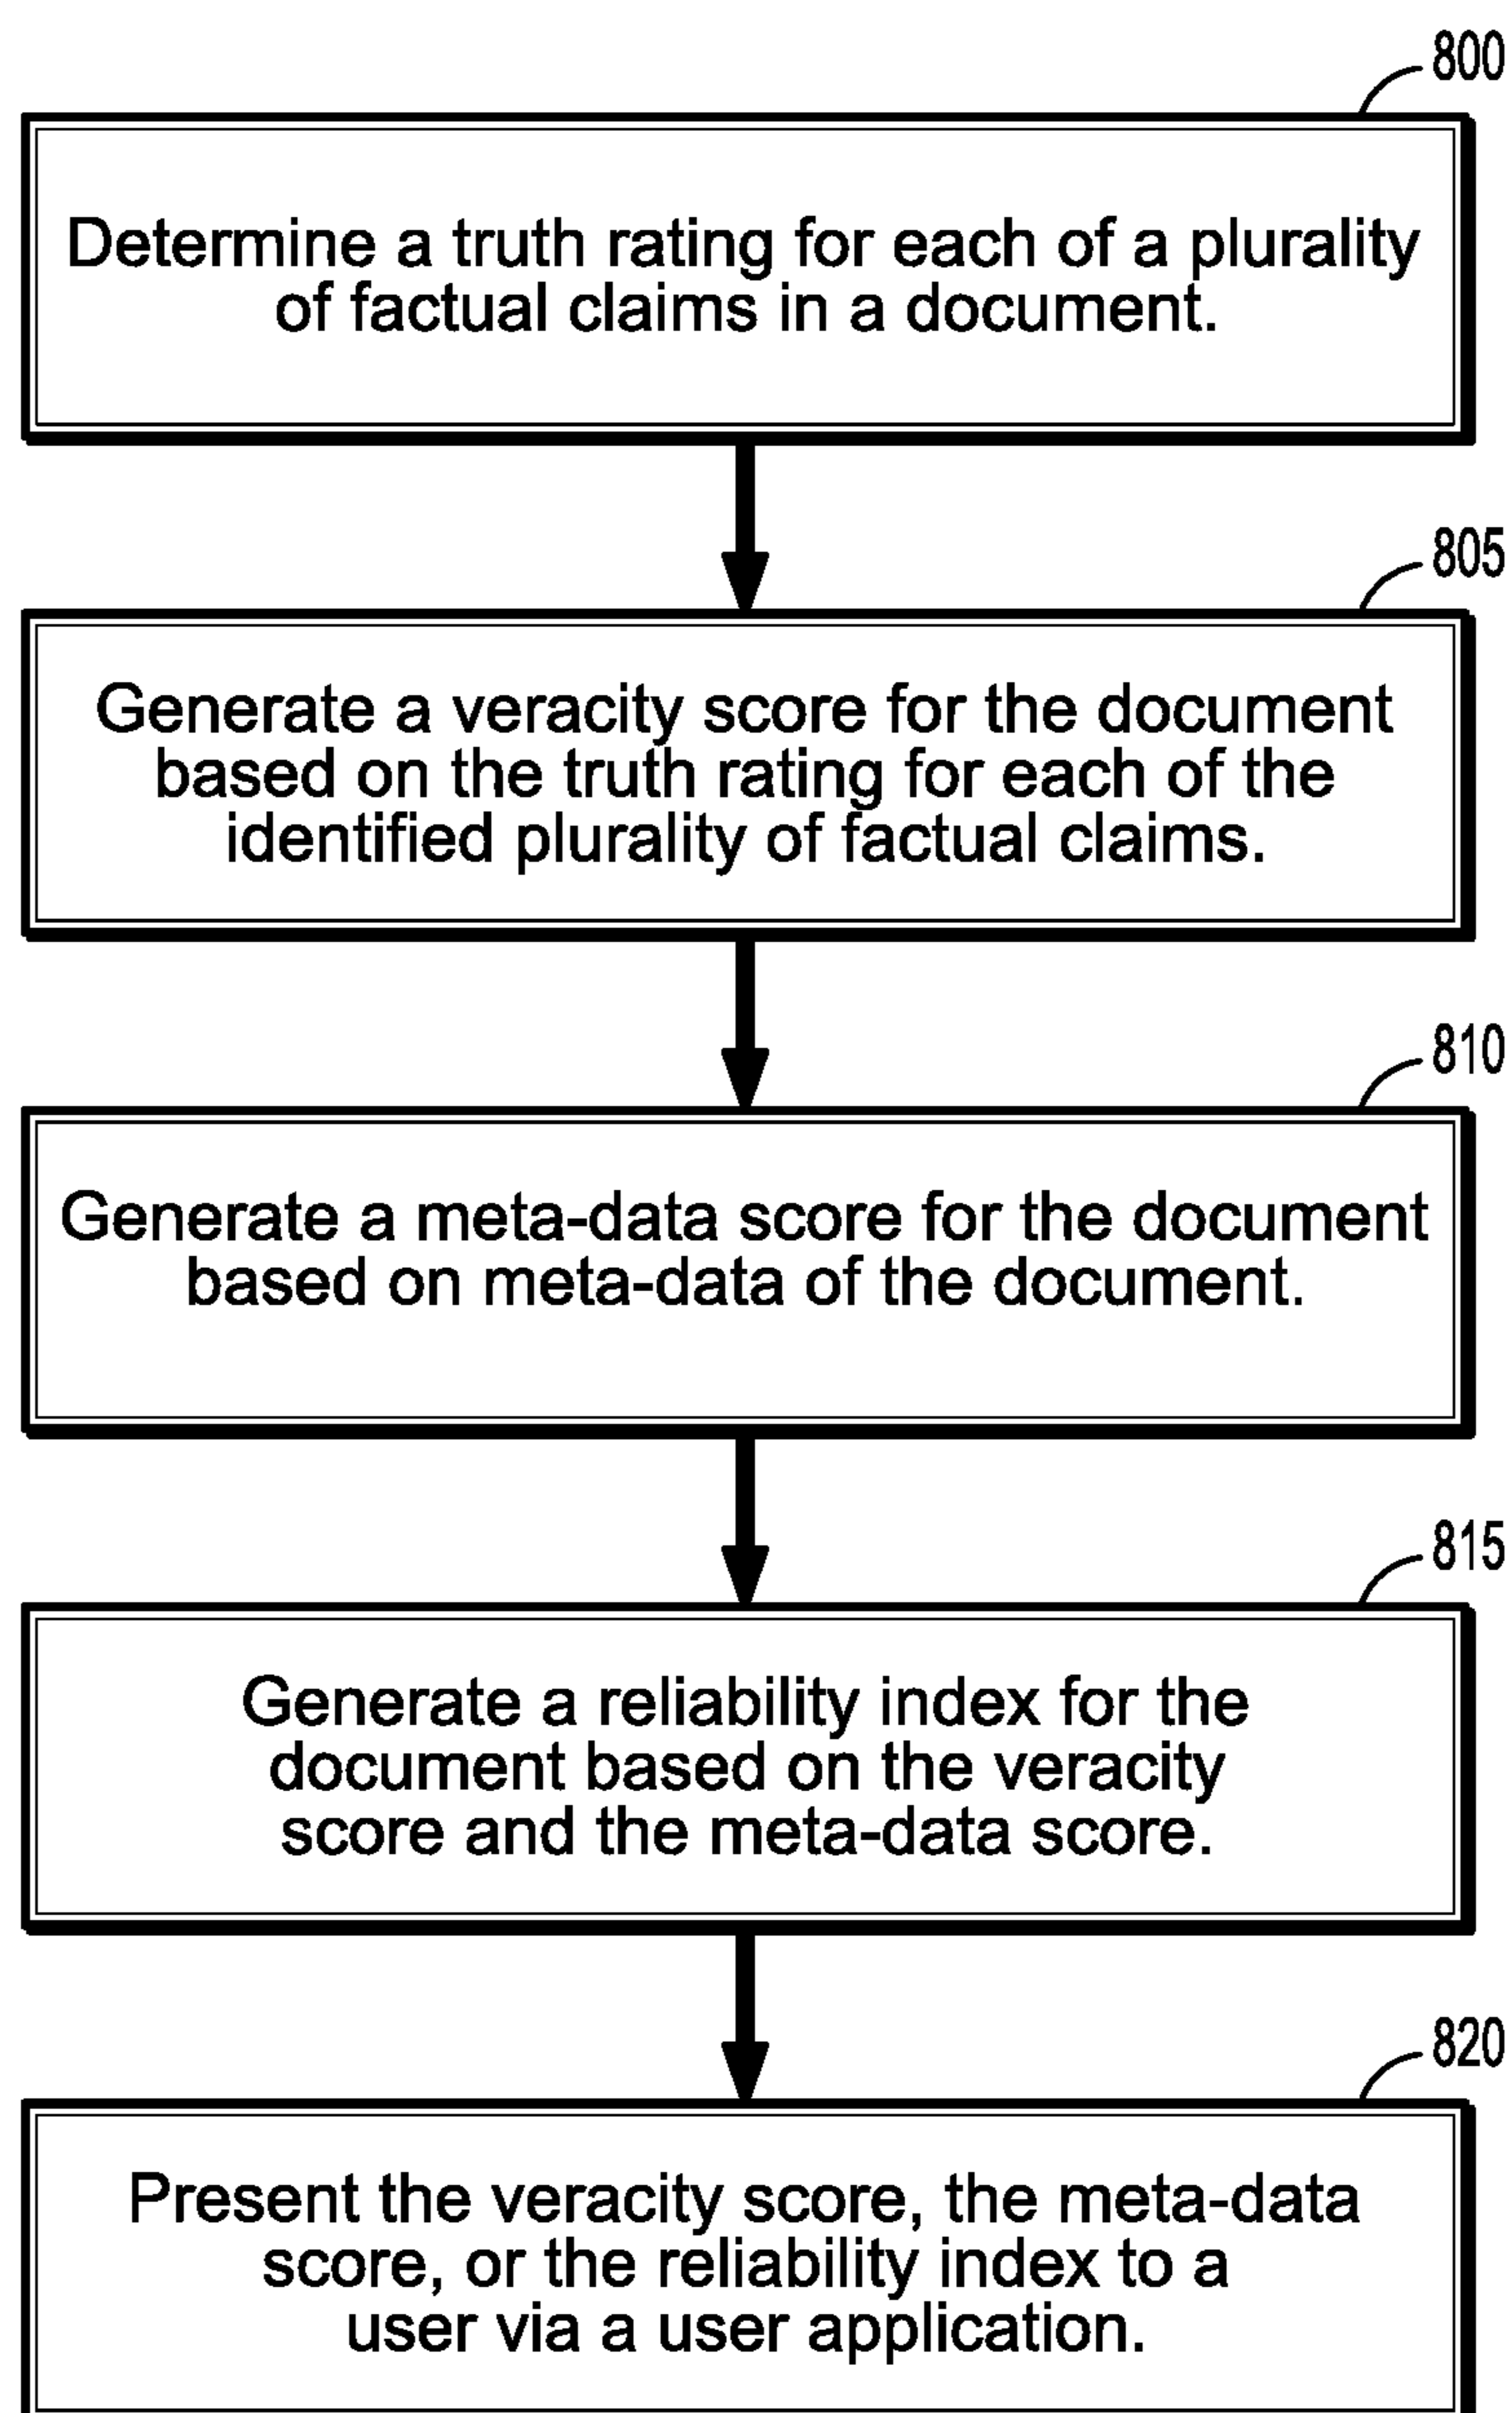 800
Determine a truth rating for each of a plurality
of factual claims in a document.
805
Generate a veracity score for the document
based on the truth rating for each of the
identified plurality of factual claims.
810
Generate a meta-data score for the document
based on meta-data of the document.
815
Generate a reliability index for the
document based on the veracity
score and the meta-data score.
820
Present the veracity score, the meta-data
score, or the reliability index to a
user via a user application.